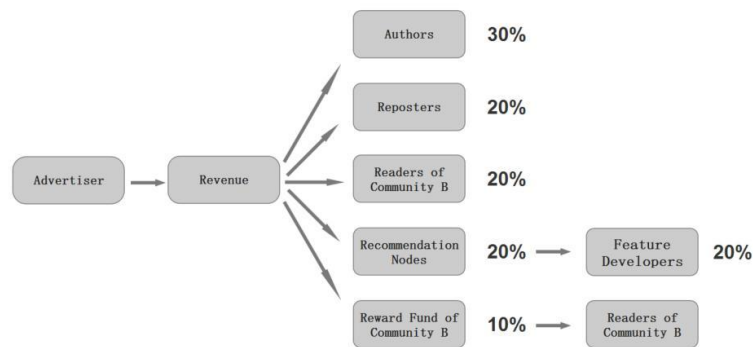 Authors 30%
Reposters 20%
Advertiser
Revenue
Readers of
Community B
20%
Recommendation
Nodes
20%
Feature
Developers
20%
Reward Fund of
Community B
10%
Readers of
Community B